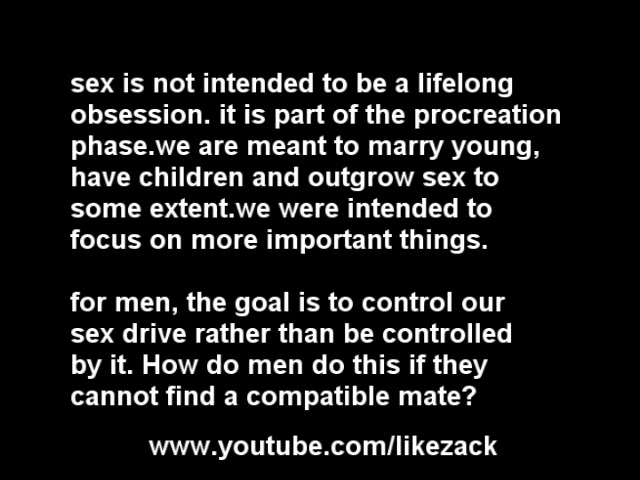 sex is not intended to be a lifelong
obsession. it is part of the procreation
phase.we are meant to marry young,
have children and outgrow sex to
some extent.we were intended to
focus on more important things.
for men, the goal is to control our
sex drive rather than be controlled
by it. How do men do this if they
cannot find a compatible mate?
www.youtube.com/likezack